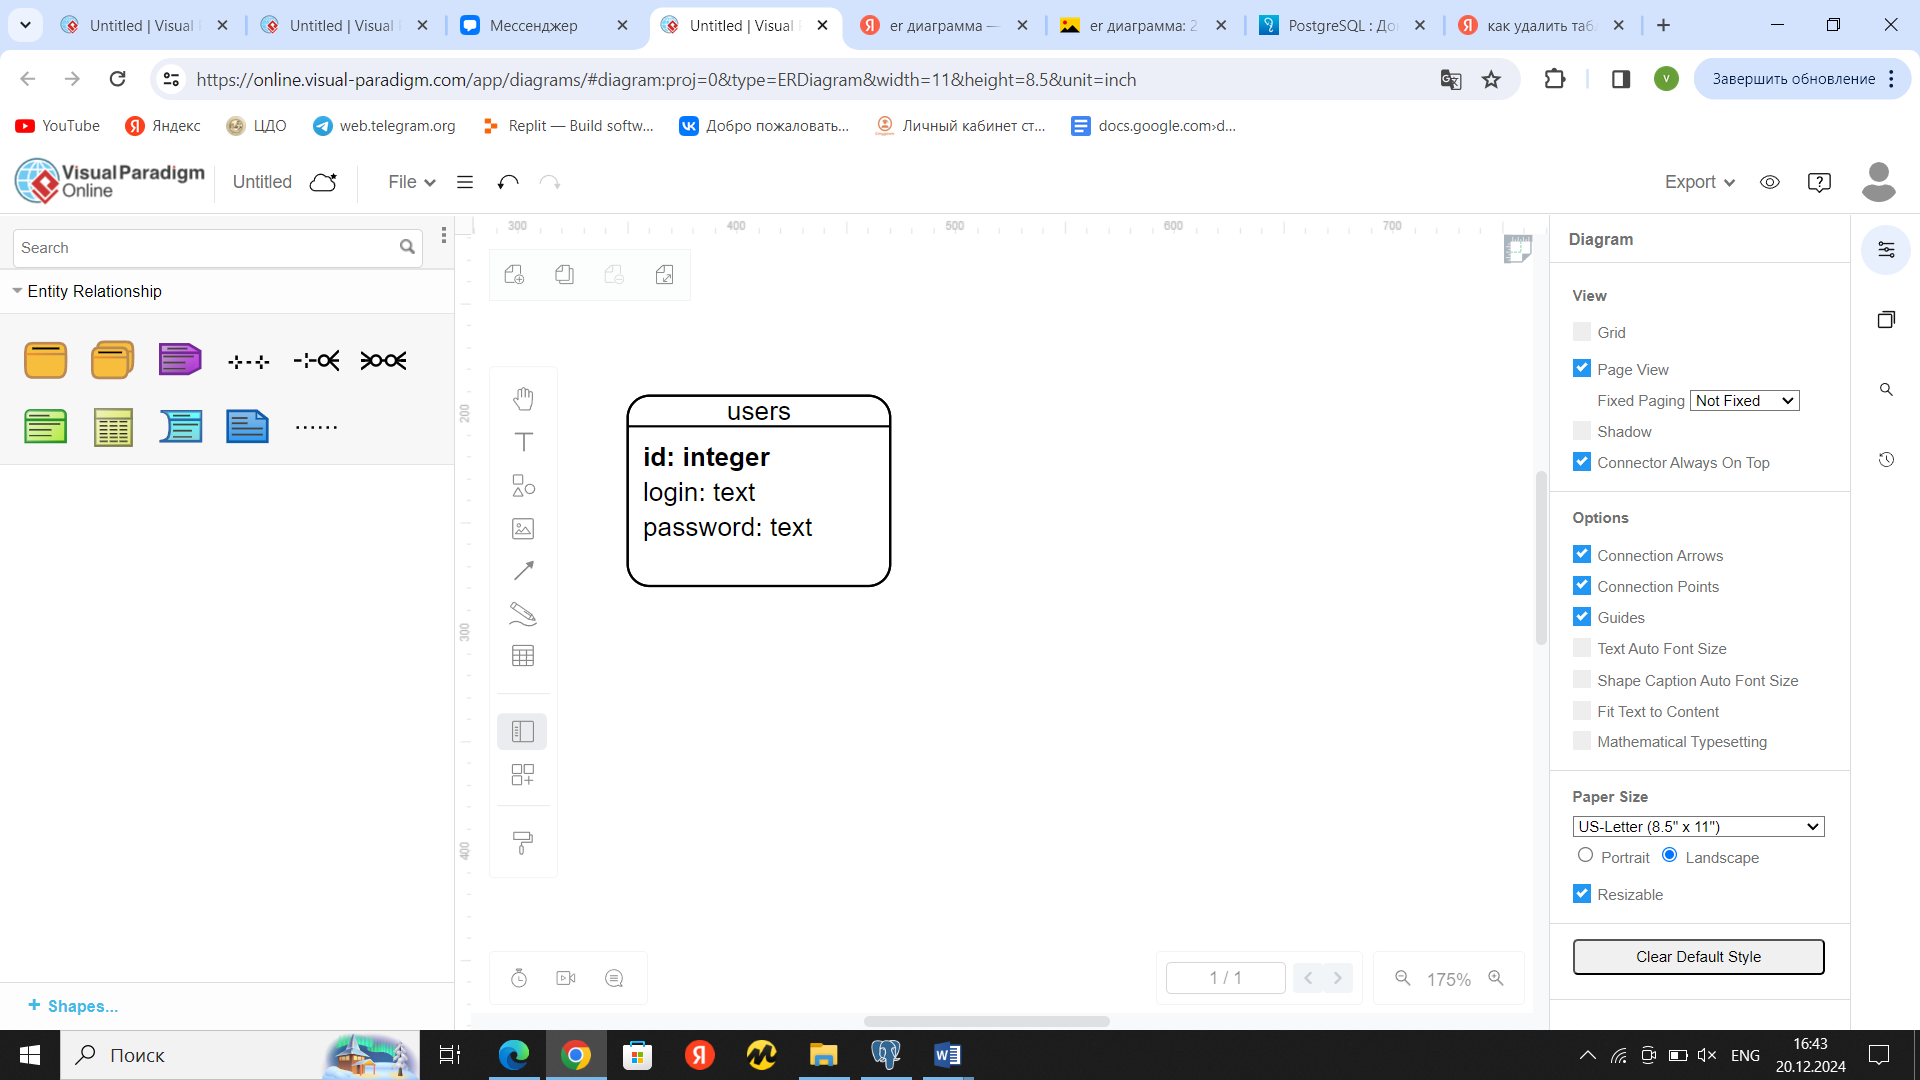 Untitled | Visual
Untitled | Visual
Мессенджер
Untitled | Visual
er диаграмма —
er диаграмма: 2
PostgreSQL : До
как удалить таб
https://online.visual-paradigm.com/app/diagrams/#diagram:proj=0&type=ERDiagram&width=11&height=8.5&unit=inch
V
Завершить обновление
YouTube
Яндекс
ЦДО
web.telegram.org
Replit — Build softw...
Добро пожаловать...
Личный кабинет ст...
docs.google.com›d...
Visual Paradigm
Online
Untitled
File
Export
Search
Entity Relationship
300
400
500
600
700
200
300
400
users
id: integer
login: text
password: text
Diagram
View
Grid
Page View
Fixed Paging
Not Fixed
Shadow
Connector Always On Top
Options
Connection Arrows
Connection Points
Guides
Text Auto Font Size
Shape Caption Auto Font Size
Fit Text to Content
Mathematical Typesetting
Paper Size
US-Letter (8.5" x 11")
Portrait
Landscape
Resizable
Clear Default Style
+ Shapes...
1 / 1
175%
Поиск
ENG
16:43
20.12.2024